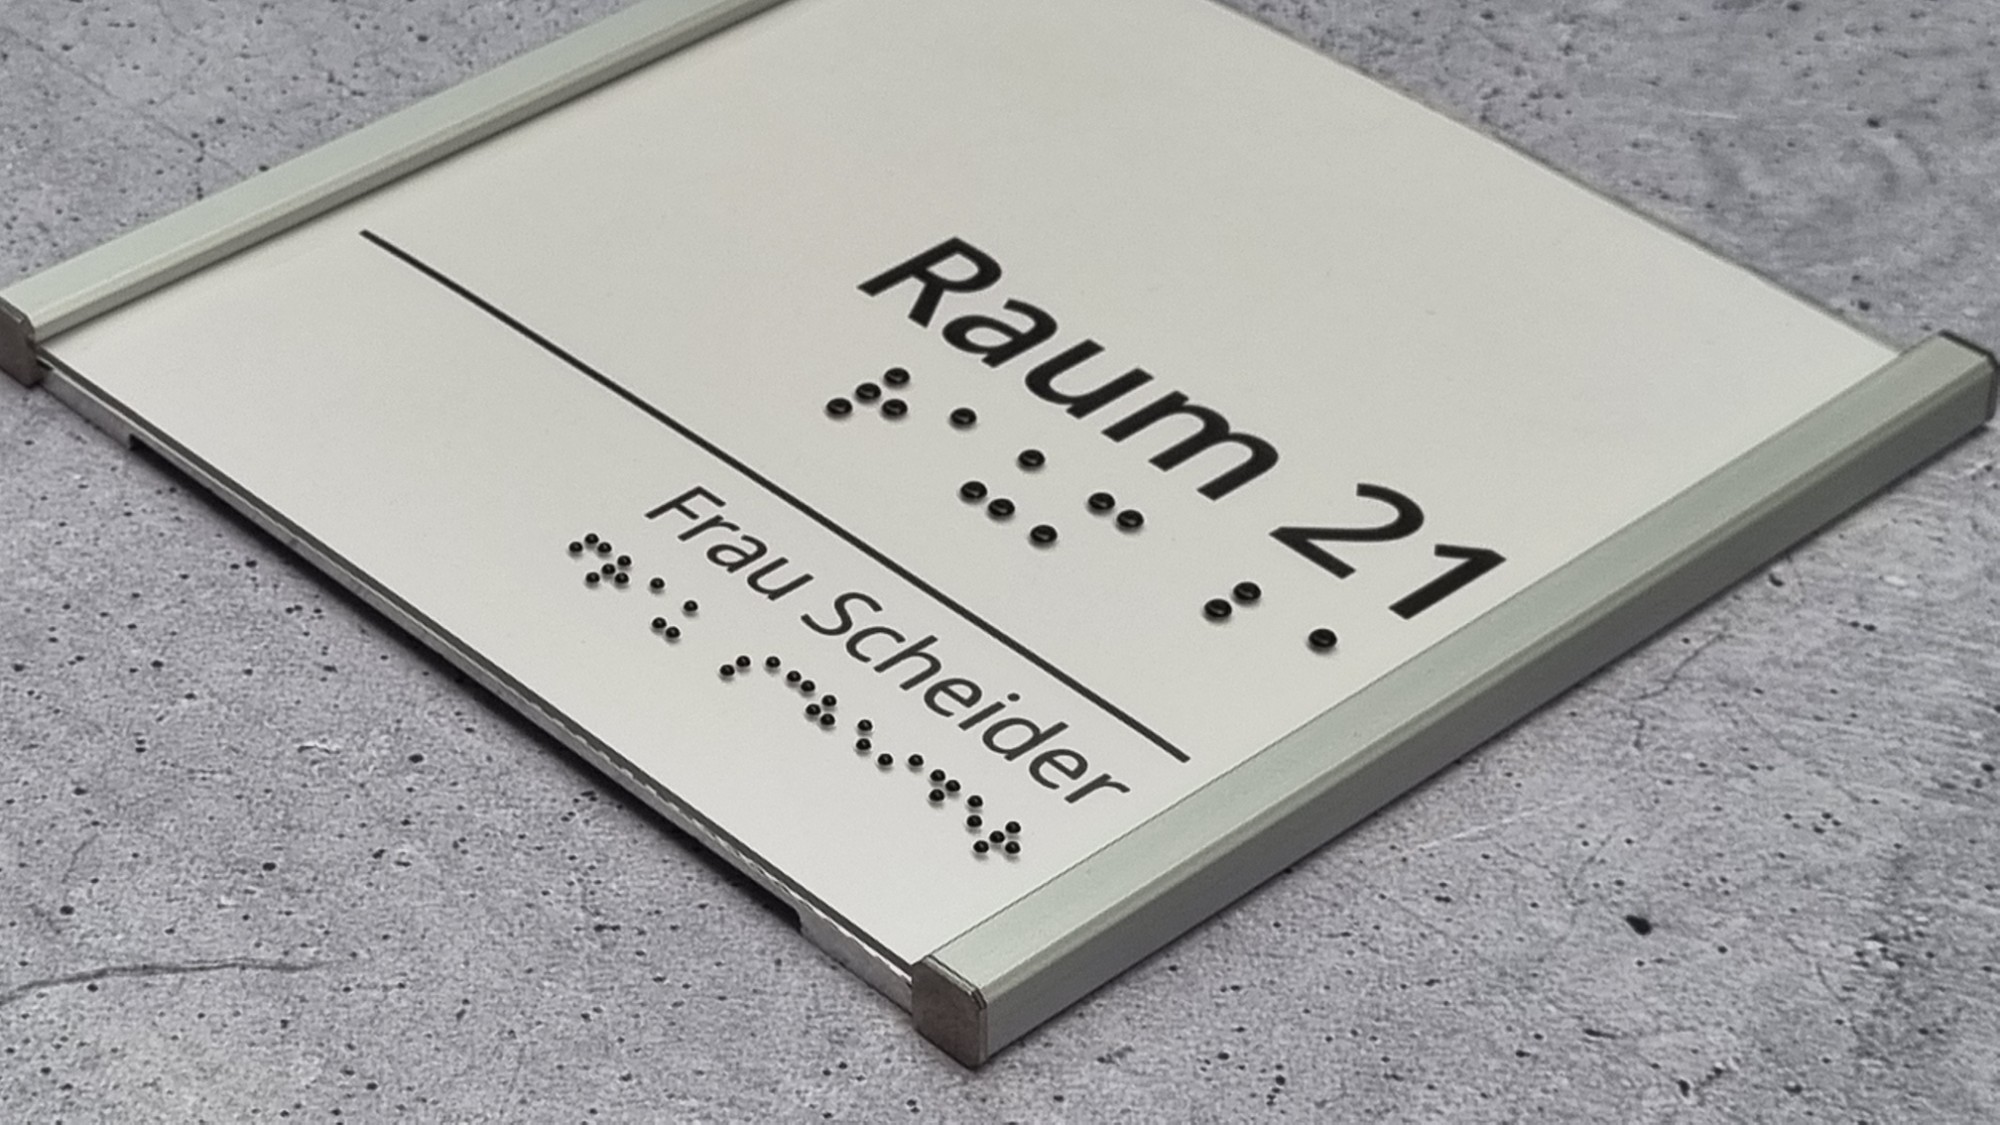 Raum 21
Frau Scheider